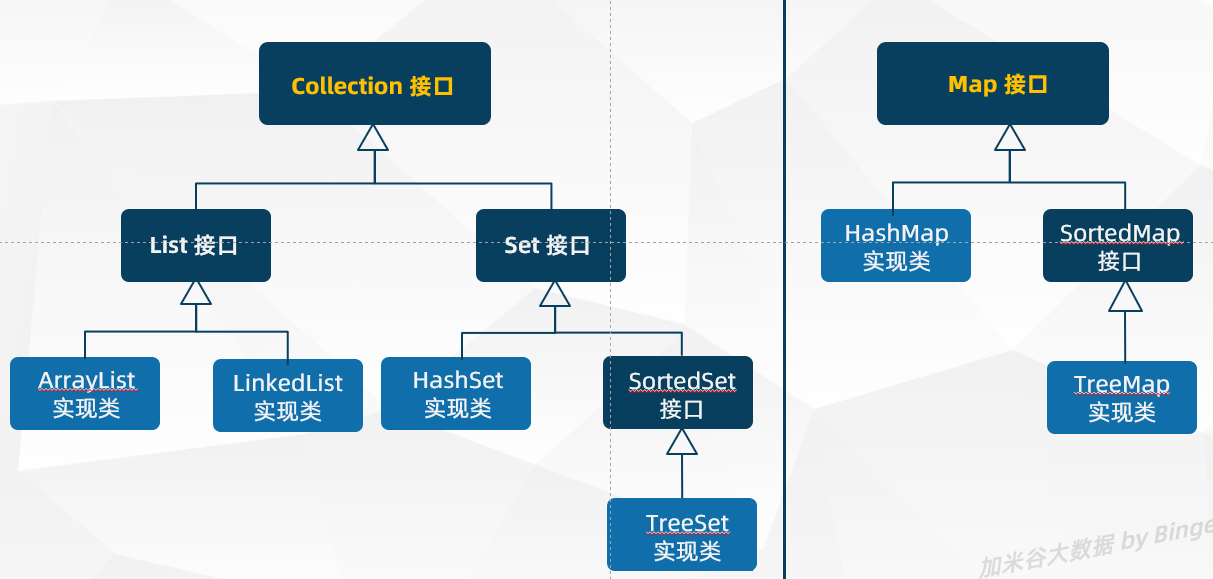 Collection 接口
Map 接口
List 接口
Set 接口
HashMap
实现类
SortedMap
接口
ArrayList
实现类
LinkedList
实现类
HashSet
实现类
SortedSet
接口
TreeMap
实现类
TreeSet
实现类
加米谷大数据 by Binge